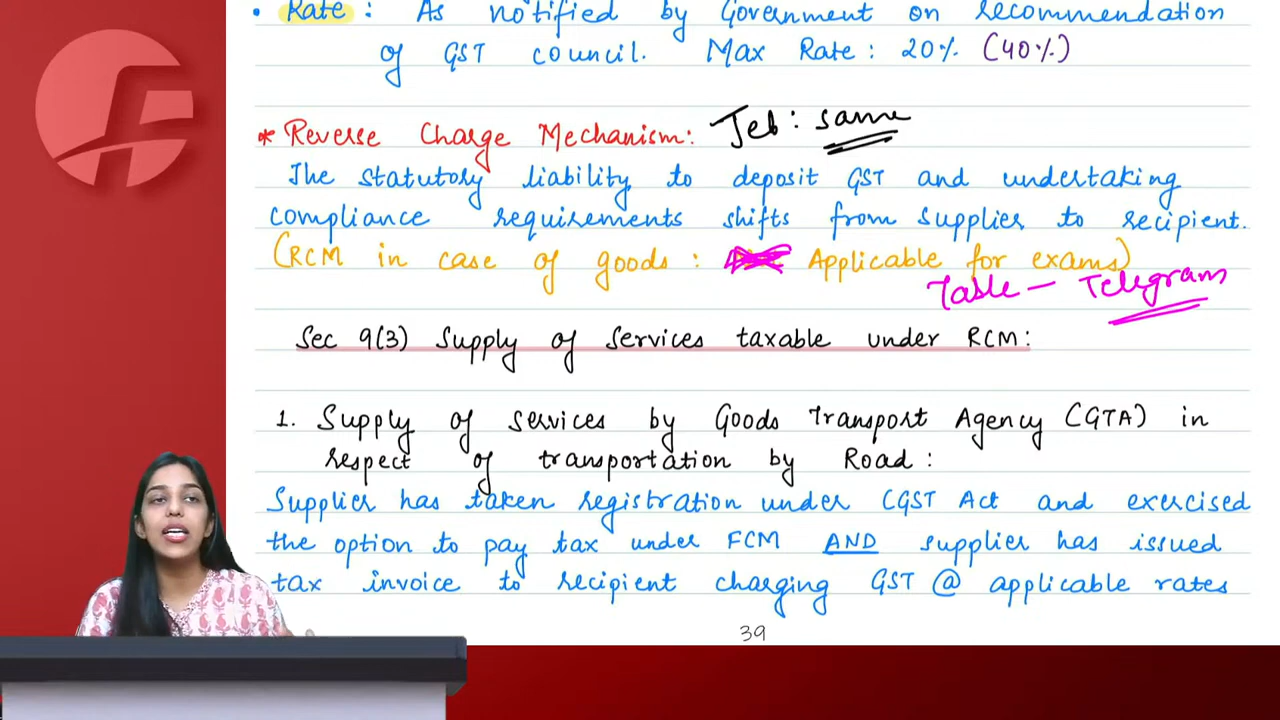 • Rate : As notified by Government on recommendation
of GST council. Max Rate : 20% (40%)
* Reverse Charge Mechanism: Jeb : same
The statutory liability to deposit GST and undertaking
compliance requirements shifts from supplier to recipient.
(RCM in case of goods : Applicable for exams)
Table – Telegram
Sec 9(3) Supply of Services taxable under RCM:
1. Supply of services by Goods Transport Agency (GTA) in
respect of transportation by Road :
Supplier has taken registration under CGST Act and exercised
the option to pay tax under FCM AND supplier has issued
tax invoice to recipient charging GST @ applicable rates
39